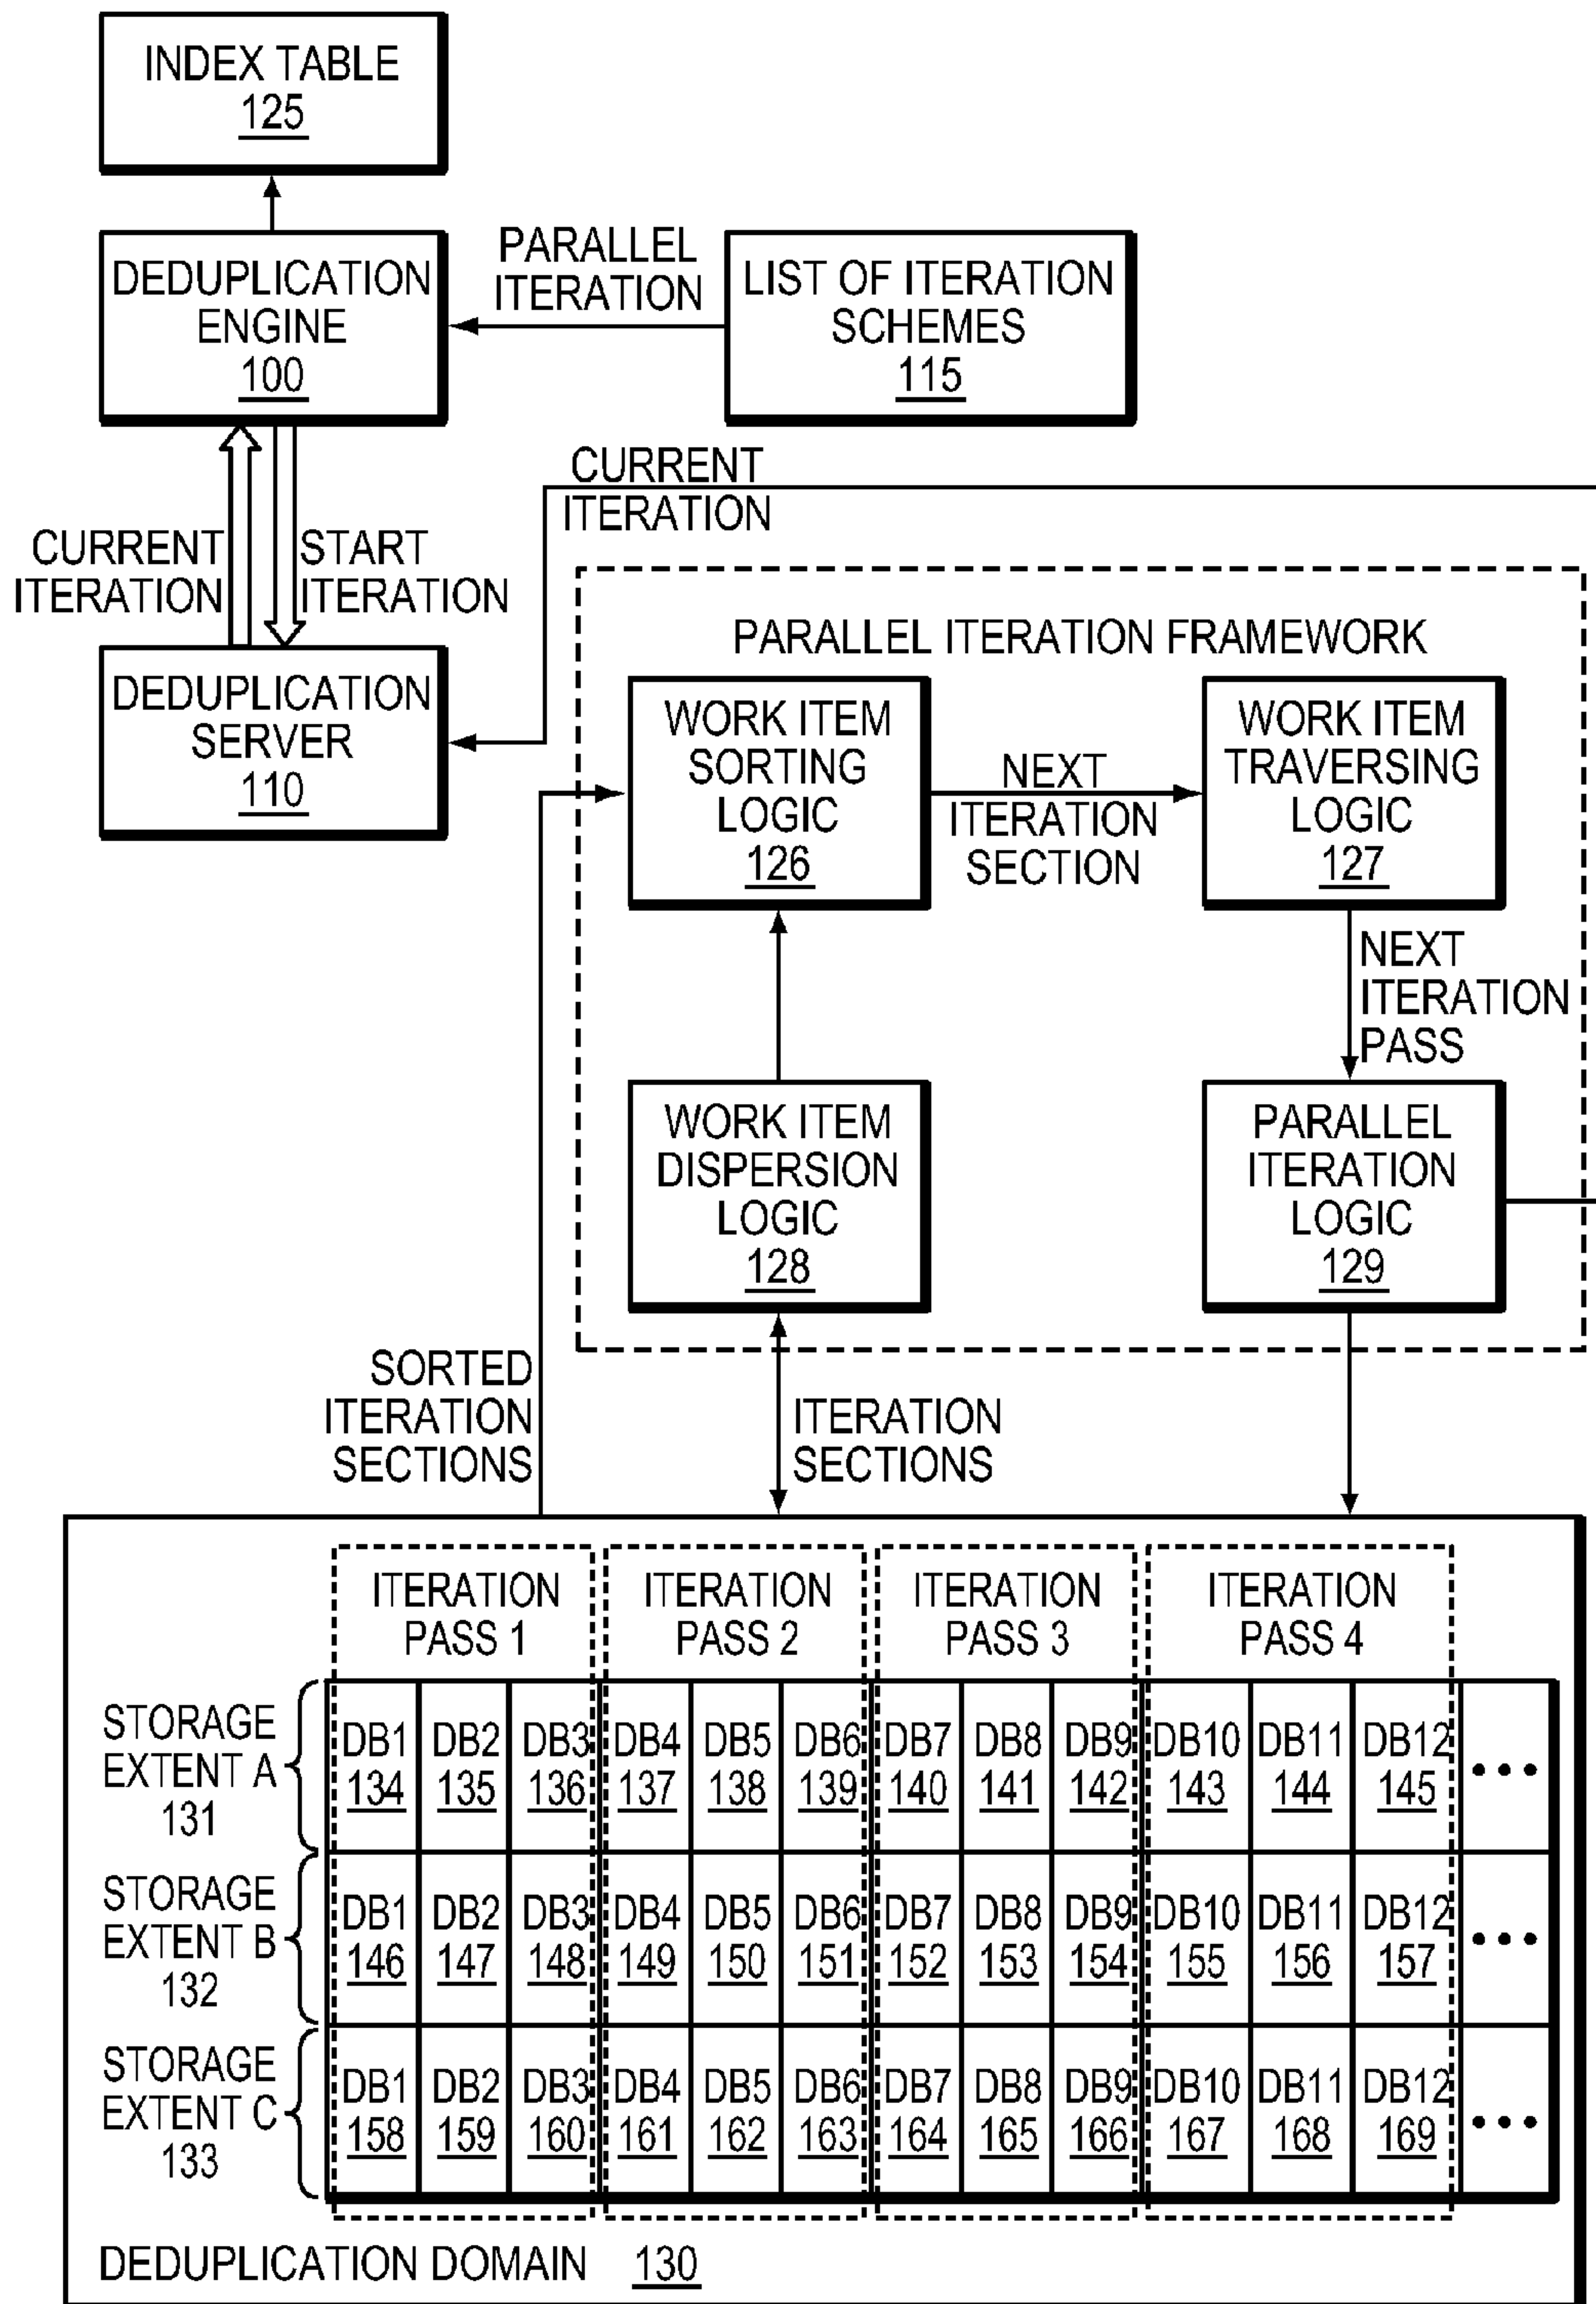 INDEX TABLE
125
DEDUPLICATION
ENGINE
100
PARALLEL
ITERATION
LIST OF ITERATION
SCHEMES
115
CURRENT
ITERATION
CURRENT
ITERATION
START
ITERATION
DEDUPLICATION
SERVER
110
PARALLEL ITERATION FRAMEWORK
WORK ITEM
SORTING
LOGIC
126
NEXT
ITERATION
SECTION
WORK ITEM
TRAVERSING
LOGIC
127
NEXT
ITERATION
PASS
WORK ITEM
DISPERSION
LOGIC
128
PARALLEL
ITERATION
LOGIC
129
SORTED
ITERATION
SECTIONS
ITERATION
SECTIONS
ITERATION
PASS 1
ITERATION
PASS 2
ITERATION
PASS 3
ITERATION
PASS 4
STORAGE
EXTENT A
131
DB1 DB2 DB3 DB4 DB5 DB6 DB7 DB8 DB9 DB10 DB11 DB12 •••
134 135 136 137 138 139 140 141 142 143 144 145
STORAGE
EXTENT B
132
DB1 DB2 DB3 DB4 DB5 DB6 DB7 DB8 DB9 DB10 DB11 DB12 •••
146 147 148 149 150 151 152 153 154 155 156 157
STORAGE
EXTENT C
133
DB1 DB2 DB3 DB4 DB5 DB6 DB7 DB8 DB9 DB10 DB11 DB12 •••
158 159 160 161 162 163 164 165 166 167 168 169
DEDUPLICATION DOMAIN 130